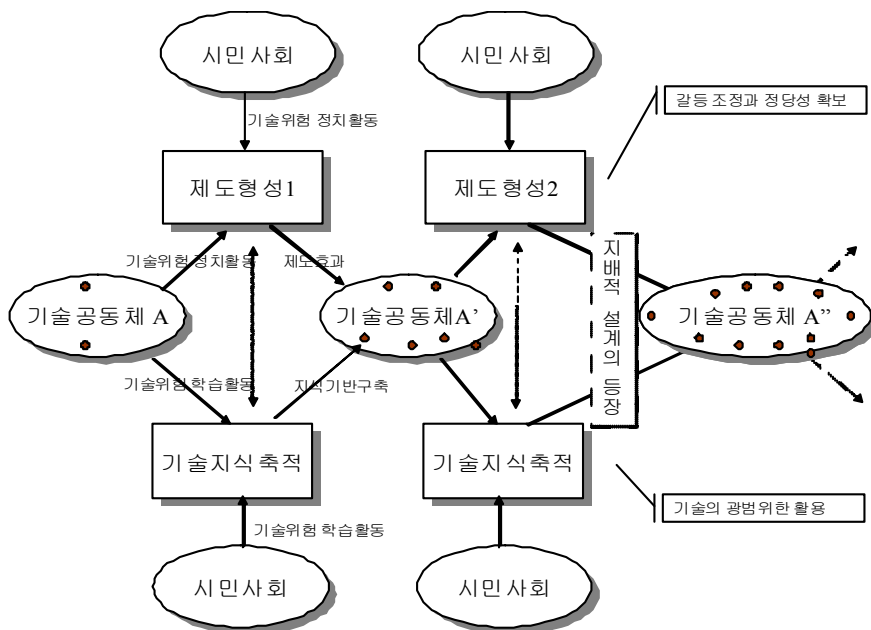 시민사회
시민사회
갈등 조정과 정당성 확보
기술위험 정치활동
제도형성1
제도형성2
기술위험 정치활동
제도효과
지배적 설계의 등장
기술공동체 A
기술공동체A’
기술공동체 A”
기술위험 학습활동
지식기반구축
기술지식축적
기술지식축적
기술의 광범위한 활용
기술위험 학습활동
시민사회
시민사회